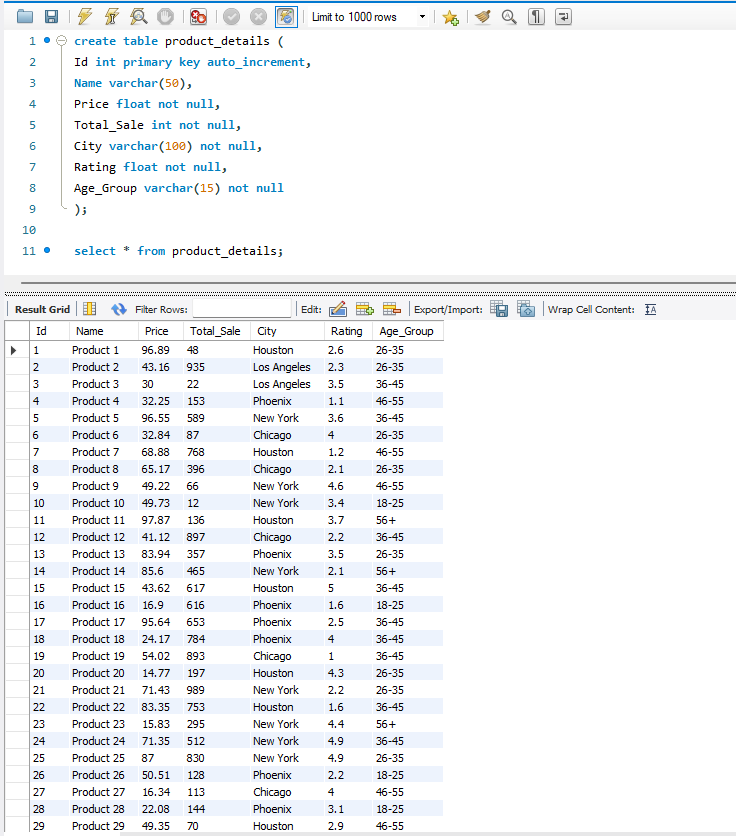 Limit to 1000 rows
1 create table product_details (
2 Id int primary key auto_increment,
3 Name varchar(50),
4 Price float not null,
5 Total_Sale int not null,
6 City varchar(100) not null,
7 Rating float not null,
8 Age_Group varchar(15) not null
9 );
10
11 select * from product_details;
Result Grid Filter Rows: Edit: Export/Import: Wrap Cell Content: IA
Id Name Price Total_Sale City Rating Age_Group
1 Product 1 96.89 48 Houston 2.6 26-35
2 Product 2 43.16 935 Los Angeles 2.3 26-35
3 Product 3 30 22 Los Angeles 3.5 36-45
4 Product 4 32.25 153 Phoenix 1.1 46-55
5 Product 5 96.55 589 New York 3.6 36-45
6 Product 6 32.84 87 Chicago 4 26-35
7 Product 7 68.88 768 Houston 1.2 46-55
8 Product 8 65.17 396 Chicago 2.1 26-35
9 Product 9 49.22 66 New York 4.6 46-55
10 Product 10 49.73 12 New York 3.4 18-25
11 Product 11 97.87 136 Houston 3.7 56+
12 Product 12 41.12 897 Chicago 2.2 36-45
13 Product 13 83.94 357 Phoenix 3.5 26-35
14 Product 14 85.6 465 New York 2.1 56+
15 Product 15 43.62 617 Houston 5 36-45
16 Product 16 16.9 616 Phoenix 1.6 18-25
17 Product 17 95.64 653 Phoenix 2.5 36-45
18 Product 18 24.17 784 Phoenix 4 36-45
19 Product 19 54.02 893 Chicago 1 36-45
20 Product 20 14.77 197 Houston 4.3 26-35
21 Product 21 71.43 989 New York 2.2 26-35
22 Product 22 83.35 753 Houston 1.6 36-45
23 Product 23 15.83 295 New York 4.4 56+
24 Product 24 71.35 512 New York 4.9 36-45
25 Product 25 87 830 New York 4.9 26-35
26 Product 26 50.51 128 Phoenix 2.2 18-25
27 Product 27 16.34 113 Chicago 4 46-55
28 Product 28 22.08 144 Phoenix 3.1 18-25
29 Product 29 49.35 70 Houston 2.9 46-55